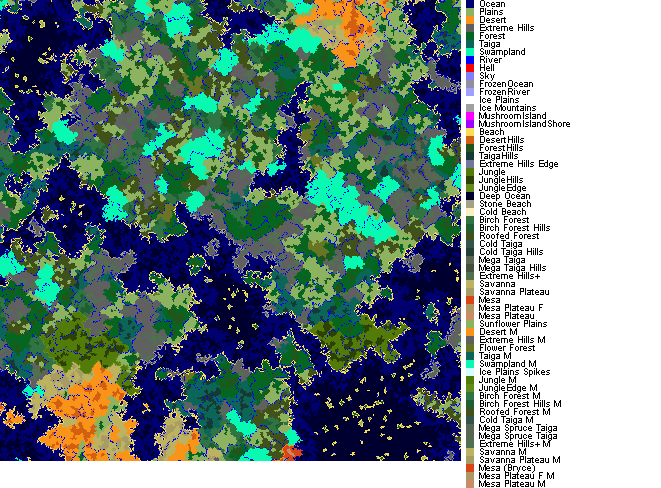 Ocean
Plains
Desert
Extreme Hills
Forest
Taiga
Swampland
River
Hell
Sky
FrozenOcean
FrozenRiver
Ice Plains
Ice Mountains
MushroomIsland
MushroomIslandShore
Beach
DesertHills
ForestHills
TaigaHills
Extreme Hills Edge
Jungle
JungleHills
JungleEdge
Deep Ocean
Stone Beach
Cold Beach
Birch Forest
Birch Forest Hills
Roofed Forest
Cold Taiga
Cold Taiga Hills
Mega Taiga
Mega Taiga Hills
Extreme Hills+
Savanna
Savanna Plateau
Mesa
Mesa Plateau F
Mesa Plateau
Sunflower Plains
Desert M
Extreme Hills M
Flower Forest
Taiga M
Swampland M
Ice Plains Spikes
Jungle M
JungleEdge M
Birch Forest M
Birch Forest Hills M
Roofed Forest M
Cold Taiga M
Mega Spruce Taiga
Mega Spruce Taiga
Extreme Hills+ M
Savanna M
Savanna Plateau M
Mesa (Bryce)
Mesa Plateau F M
Mesa Plateau M